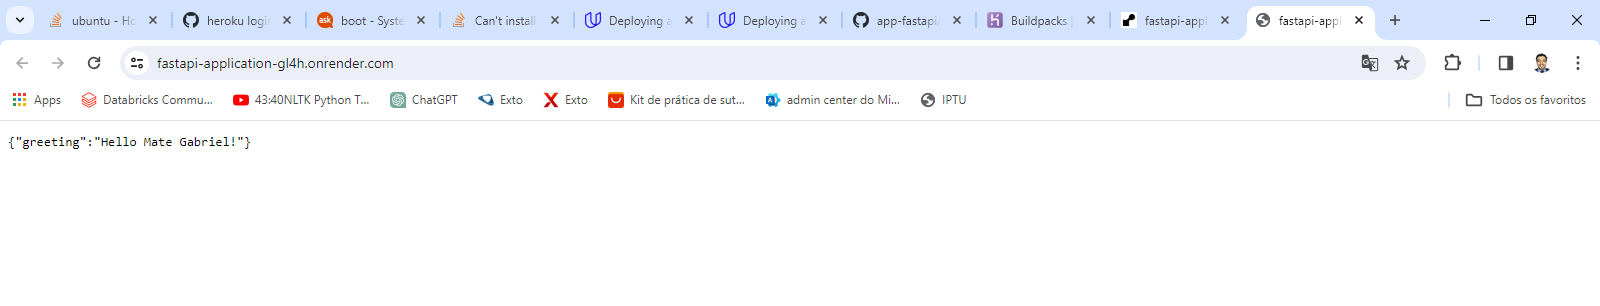 ubuntu - Ho
heroku login
boot - Syste
Can't install
Deploying a
Deploying a
app-fastapi/
Buildpacks |
fastapi-appl
fastapi-appl
fastapi-application-gl4h.onrender.com
Apps
Databricks Commu...
43:40NLTK Python T...
ChatGPT
Exto
Exto
Kit de prática de sut...
admin center do Mi...
IPTU
Todos os favoritos
{"greeting":"Hello Mate Gabriel!"}